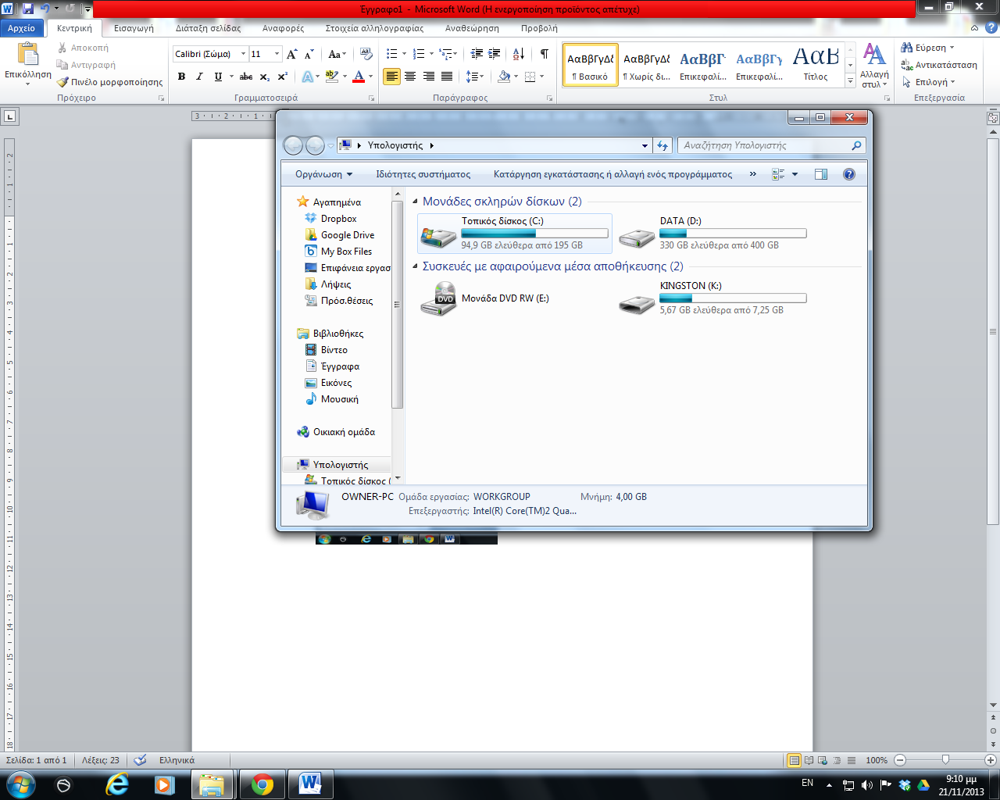 Έγγραφο1 - Microsoft Word (Η ενεργοποίηση προϊόντος απέτυχε)
Αρχείο Κεντρική Εισαγωγή Διάταξη σελίδας Αναφορές Στοιχεία αλληλογραφίας Αναθεώρηση Προβολή
Επικόλληση
Αποκοπή
Αντιγραφή
Πινέλο μορφοποίησης
Πρόχειρο
Calibri (Σώμα) 11
Γραμματοσειρά
Παράγραφος
ΑαΒβΓγΔδ ΑαΒβΓγΔδ ΑαΒβΓ ΑαΒβΓγ ΑαΒ
¶ Βασικό ¶ Χωρίς δι... Επικεφαλί... Επικεφαλί... Τίτλος
Στυλ
Αλλαγή
στυλ
Εύρεση
Αντικατάσταση
Επιλογή
Επεξεργασία
3 · 2 · 1
Υπολογιστής
Αναζήτηση Υπολογιστής
Οργάνωση Ιδιότητες συστήματος Κατάργηση εγκατάστασης ή αλλαγή ενός προγράμματος »
Αγαπημένα
Dropbox
Google Drive
My Box Files
Επιφάνεια εργασ
Λήψεις
Πρόσ.θέσεις
Βιβλιοθήκες
Βίντεο
Έγγραφα
Εικόνες
Μουσική
Οικιακή ομάδα
Υπολογιστής
Τοπικός δίσκος (
Μονάδες σκληρών δίσκων (2)
Τοπικός δίσκος (C:)
94,9 GB ελεύθερα από 195 GB
DATA (D:)
330 GB ελεύθερα από 400 GB
Συσκευές με αφαιρούμενα μέσα αποθήκευσης (2)
DVD
Μονάδα DVD RW (E:)
KINGSTON (K:)
5,67 GB ελεύθερα από 7,25 GB
OWNER-PC Ομάδα εργασίας: WORKGROUP Μνήμη: 4,00 GB
Επεξεργαστής: Intel(R) Core(TM)2 Qua...
Σελίδα: 1 από 1 Λέξεις: 23 Ελληνικά 100%
EN
9:10 μμ
21/11/2013